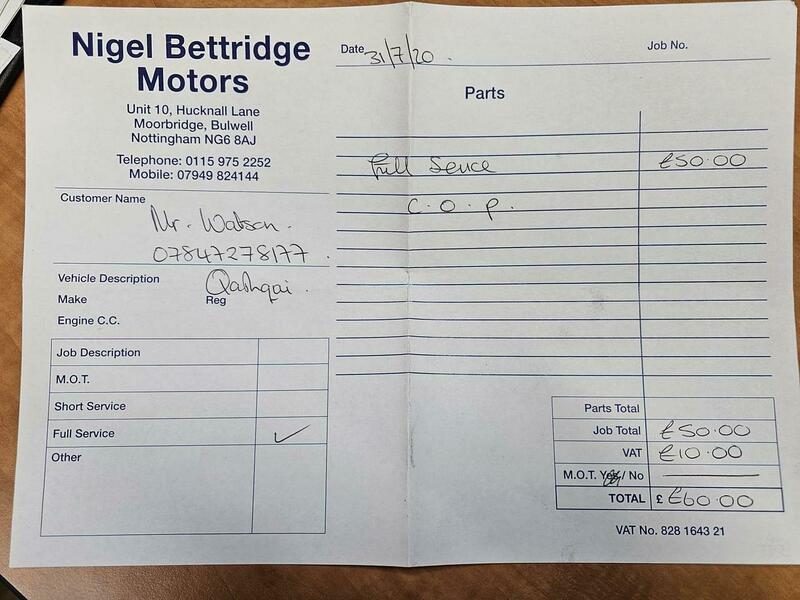 Nigel Bettridge
Motors
Unit 10, Hucknall Lane
Moorbridge, Bulwell
Nottingham NG6 8AJ
Telephone: 0115 975 2252
Mobile: 07949 824144
Customer Name
Mr. Watson.
07847278177.
Vehicle Description
Make
Reg
Qashqai.
Engine C.C.
Job Description
M.O.T.
Short Service
Full Service ✓
Other
Date 31/7/20.
Job No.
Parts
Full Service £50.00
C.O.P.
Parts Total
Job Total £50.00
VAT £10.00
M.O.T. Yes / No
TOTAL £ £60.00
VAT No. 828 1643 21